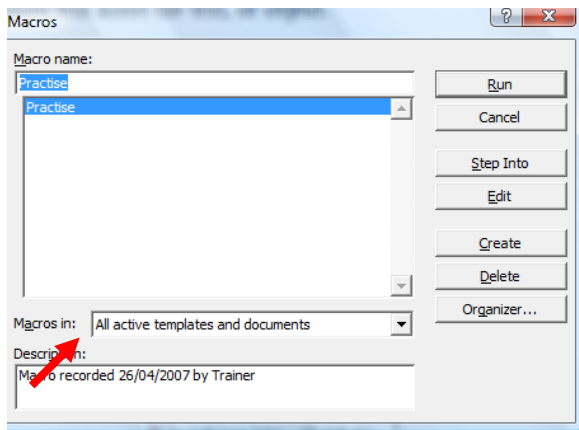 Macros
Macro name:
Practise
Practise
Run
Cancel
Step Into
Edit
Create
Delete
Organizer...
Macros in: All active templates and documents
Description:
Macro recorded 26/04/2007 by Trainer